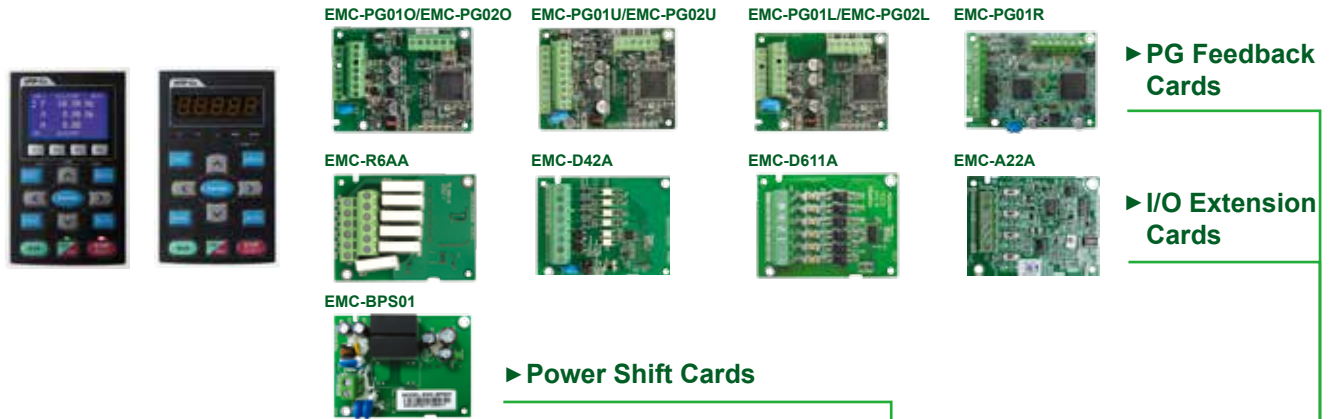 EMC-PG01O/EMC-PG02O EMC-PG01U/EMC-PG02U EMC-PG01L/EMC-PG02L EMC-PG01R
►PG Feedback
Cards
EMC-R6AA EMC-D42A EMC-D611A EMC-A22A
►I/O Extension
Cards
EMC-BPS01
►Power Shift Cards